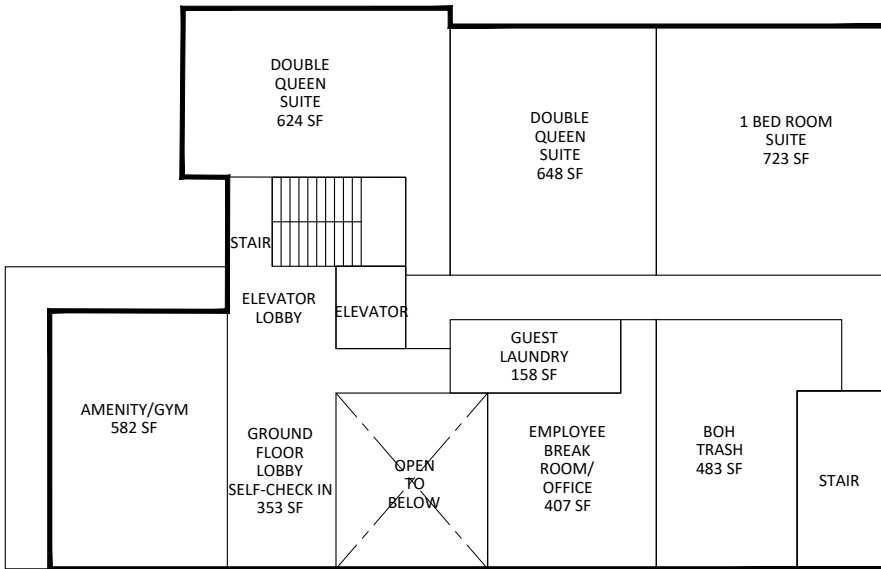 DOUBLE
QUEEN
SUITE
624 SF
DOUBLE
QUEEN
SUITE
648 SF
1 BED ROOM
SUITE
723 SF
STAIR
ELEVATOR
LOBBY
ELEVATOR
GUEST
LAUNDRY
158 SF
AMENITY/GYM
582 SF
GROUND
FLOOR
LOBBY
SELF-CHECK IN
353 SF
OPEN
TO
BELOW
EMPLOYEE
BREAK
ROOM/
OFFICE
407 SF
BOH
TRASH
483 SF
STAIR